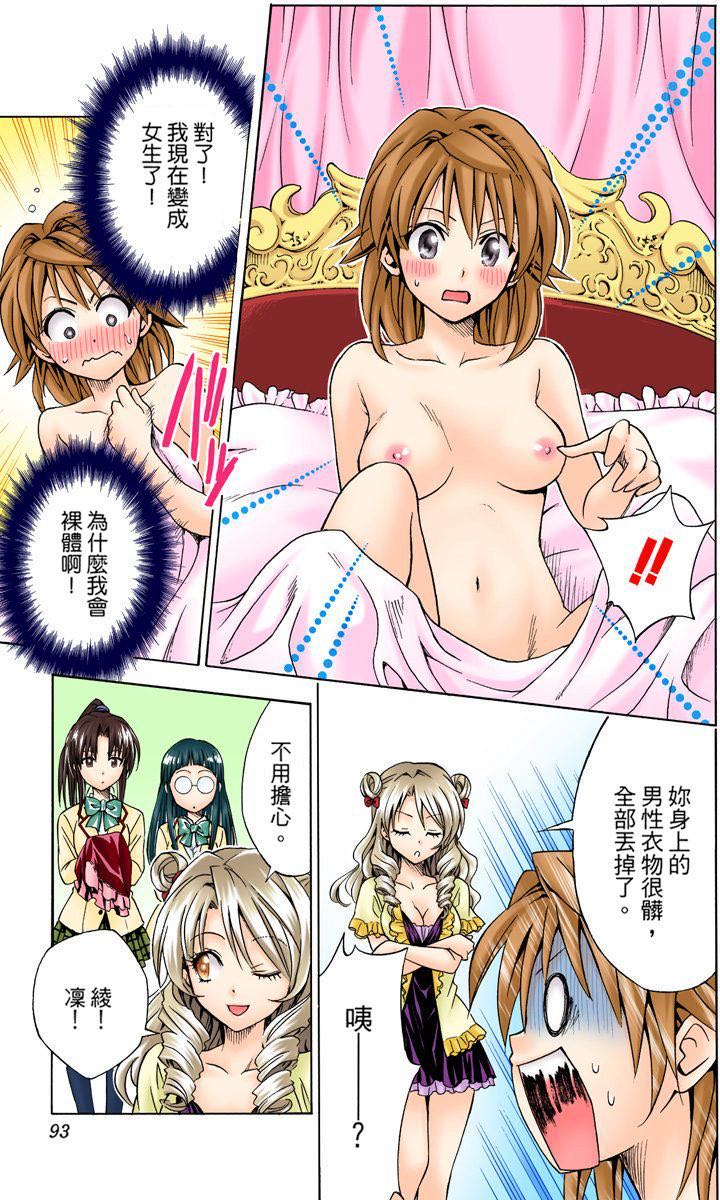 !!
對了！
我現在變成
女生了！
為什麼我會
裸體啊！
妳身上的
男性衣物很髒，
全部丟掉了。
咦——？
不用擔心。
綾！
凜！
93